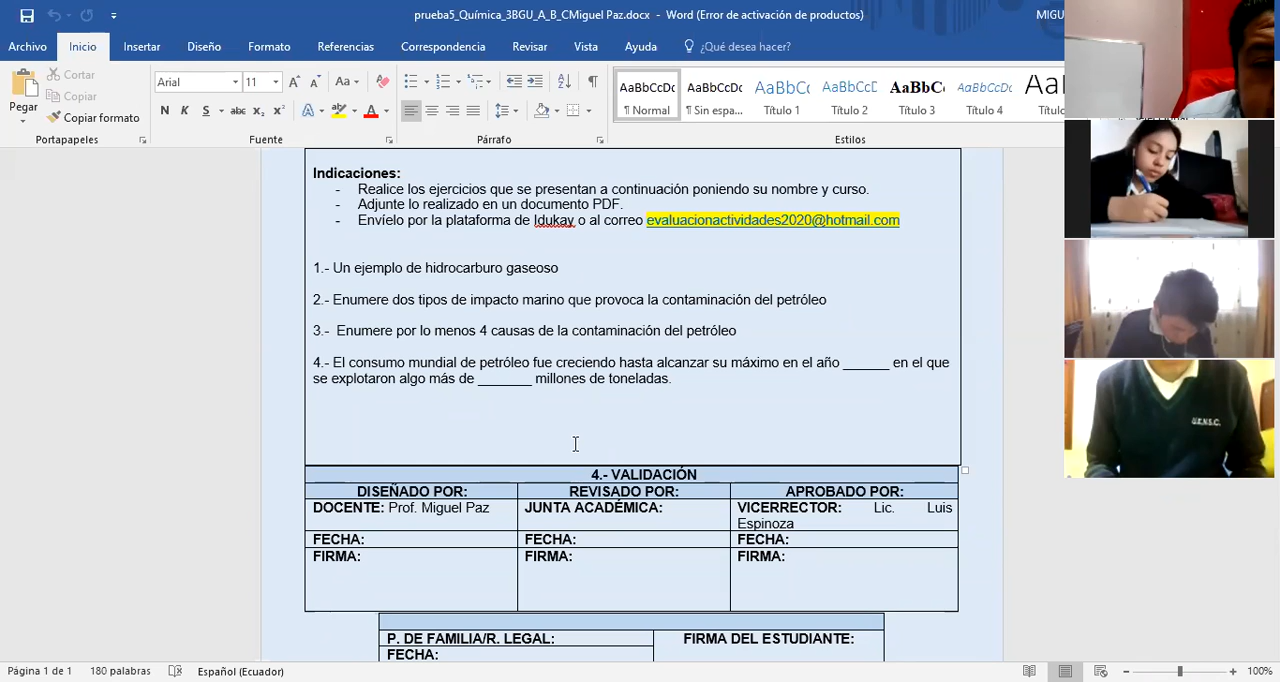 prueba5_Química_3BGU_A_B_CMiguel Paz.docx - Word (Error de activación de productos)
MIGU
Archivo Inicio Insertar Diseño Formato Referencias Correspondencia Revisar Vista Ayuda ¿Qué desea hacer?
Pegar
Cortar
Copiar
Copiar formato
Portapapeles
Arial 11
Fuente
Párrafo
AaBbCcDc AaBbCcDc AaBbCc AaBbCcD AaBbC AaBbCcD AaB
¶ Normal ¶ Sin espa... Título 1 Título 2 Título 3 Título 4 Título
Estilos
Indicaciones:
- Realice los ejercicios que se presentan a continuación poniendo su nombre y curso.
- Adjunte lo realizado en un documento PDF.
- Envíelo por la plataforma de Idukay o al correo evaluacionactividades2020@hotmail.com
1.- Un ejemplo de hidrocarburo gaseoso
2.- Enumere dos tipos de impacto marino que provoca la contaminación del petróleo
3.- Enumere por lo menos 4 causas de la contaminación del petróleo
4.- El consumo mundial de petróleo fue creciendo hasta alcanzar su máximo en el año ______ en el que
se explotaron algo más de _______ millones de toneladas.
4.- VALIDACIÓN
DISEÑADO POR: REVISADO POR: APROBADO POR:
DOCENTE: Prof. Miguel Paz JUNTA ACADÉMICA: VICERRECTOR: Lic. Luis
Espinoza
FECHA: FECHA: FECHA:
FIRMA: FIRMA: FIRMA:
P. DE FAMILIA/R. LEGAL: FIRMA DEL ESTUDIANTE:
FECHA:
U.E.N.S.C.
Página 1 de 1 180 palabras Español (Ecuador) 100%